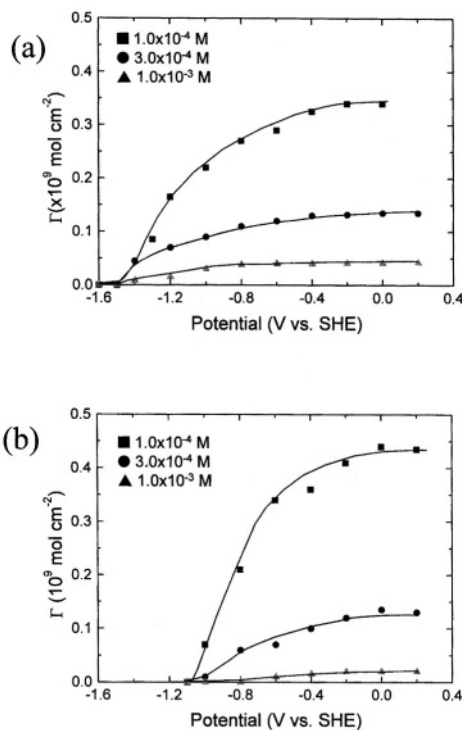 (a)
■ 1.0x10⁻⁴ M
● 3.0x10⁻⁴ M
▲ 1.0x10⁻³ M
Γ(x10⁹ mol cm⁻²)
0.5
0.4
0.3
0.2
0.1
0.0
-1.6 -1.2 -0.8 -0.4 0.0 0.4
Potential (V vs. SHE)
(b)
■ 1.0x10⁻⁴ M
● 3.0x10⁻⁴ M
▲ 1.0x10⁻³ M
Γ (10⁹ mol cm⁻²)
0.5
0.4
0.3
0.2
0.1
0.0
-1.6 -1.2 -0.8 -0.4 0.0 0.4
Potential (V vs. SHE)